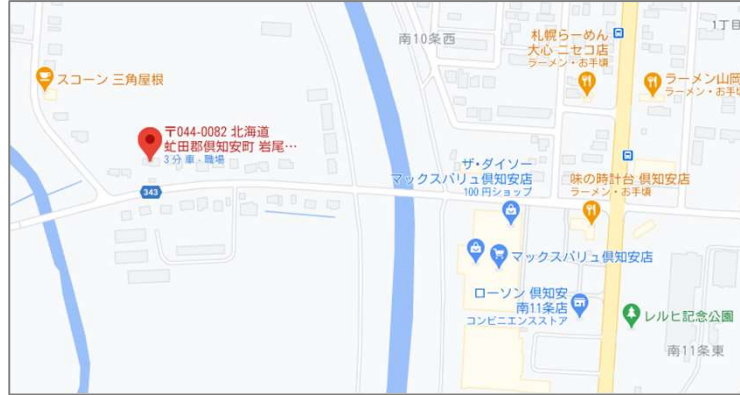 1丁目
南10条西
札幌らーめん
大心 ニセコ店
ラーメン・お手頃
ラーメン山岡
ラーメン・お手頃
スコーン 三角屋根
〒044-0082 北海道
虻田郡倶知安町 岩尾…
3 分 車 - 職場
343
ザ・ダイソー
マックスバリュ倶知安店
100 円ショップ
味の時計台 倶知安店
ラーメン・お手頃
マックスバリュ倶知安店
ローソン 倶知安
南11条店
コンビニエンスストア
レルヒ記念公園
南11条東